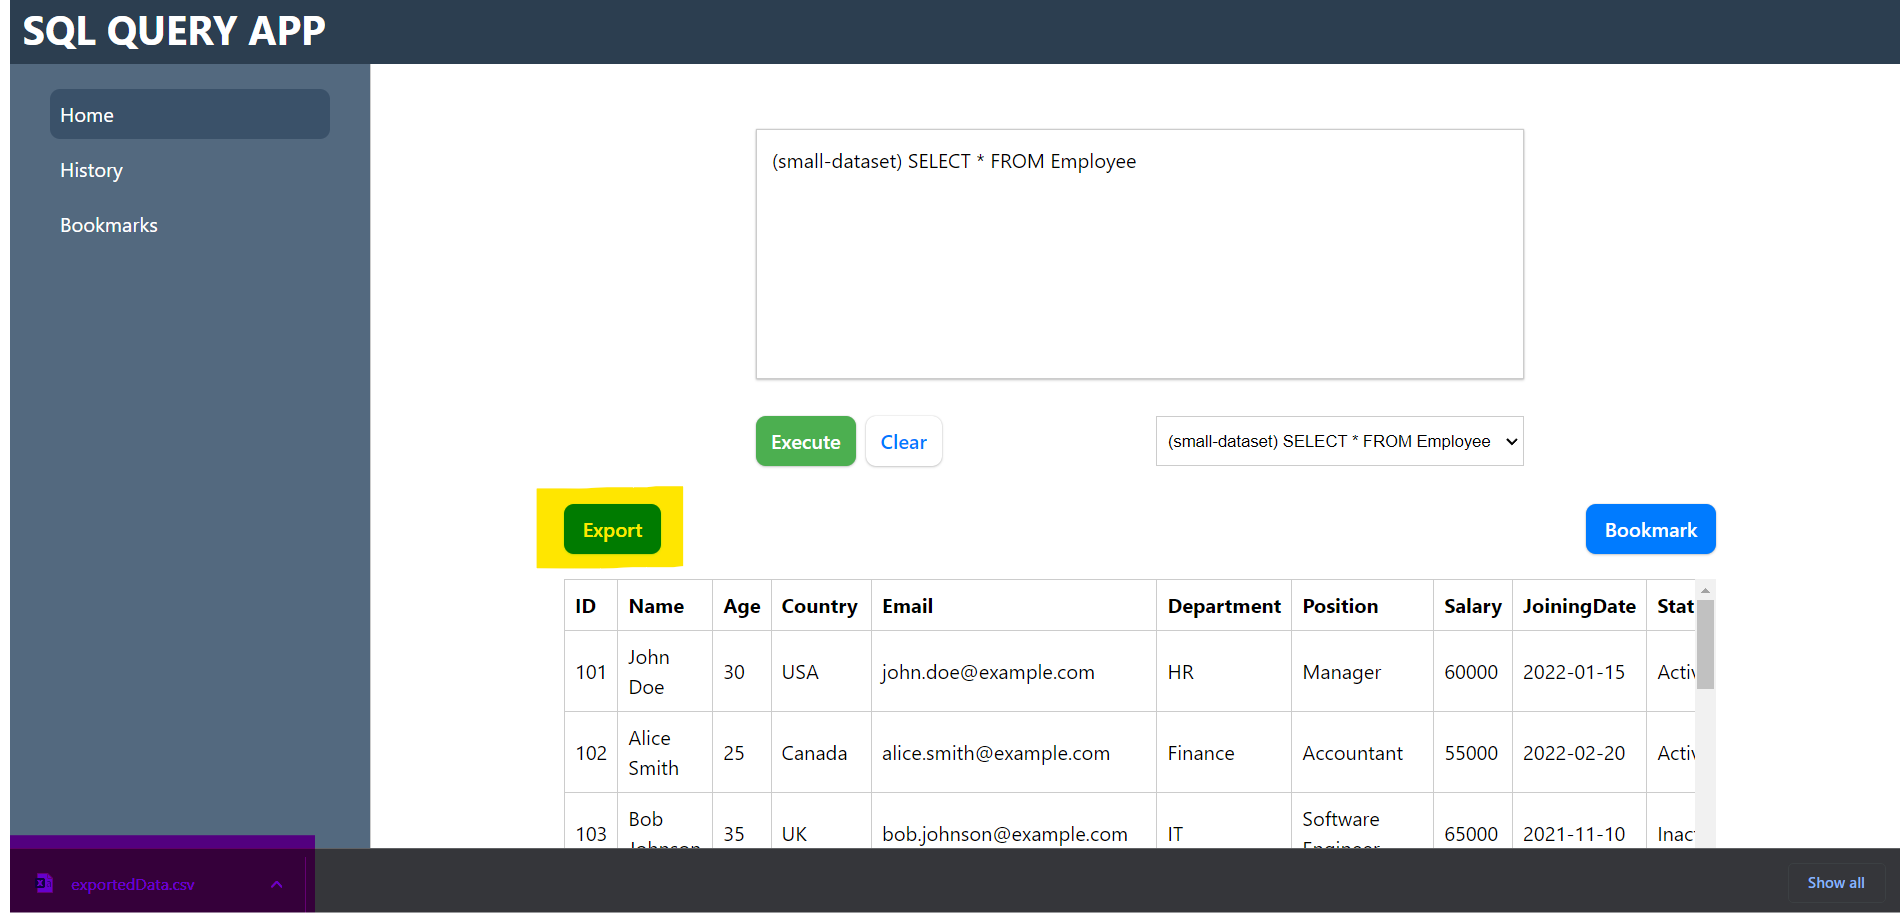 SQL QUERY APP
Home
History
Bookmarks
(small-dataset) SELECT * FROM Employee
Execute
Clear
(small-dataset) SELECT * FROM Employee
Export
Bookmark
ID Name Age Country Email Department Position Salary JoiningDate Stat
101 John Doe 30 USA john.doe@example.com HR Manager 60000 2022-01-15 Activ
102 Alice Smith 25 Canada alice.smith@example.com Finance Accountant 55000 2022-02-20 Activ
103 Bob Johnson 35 UK bob.johnson@example.com IT Software Engineer 65000 2021-11-10 Inac
exportedData.csv
Show all